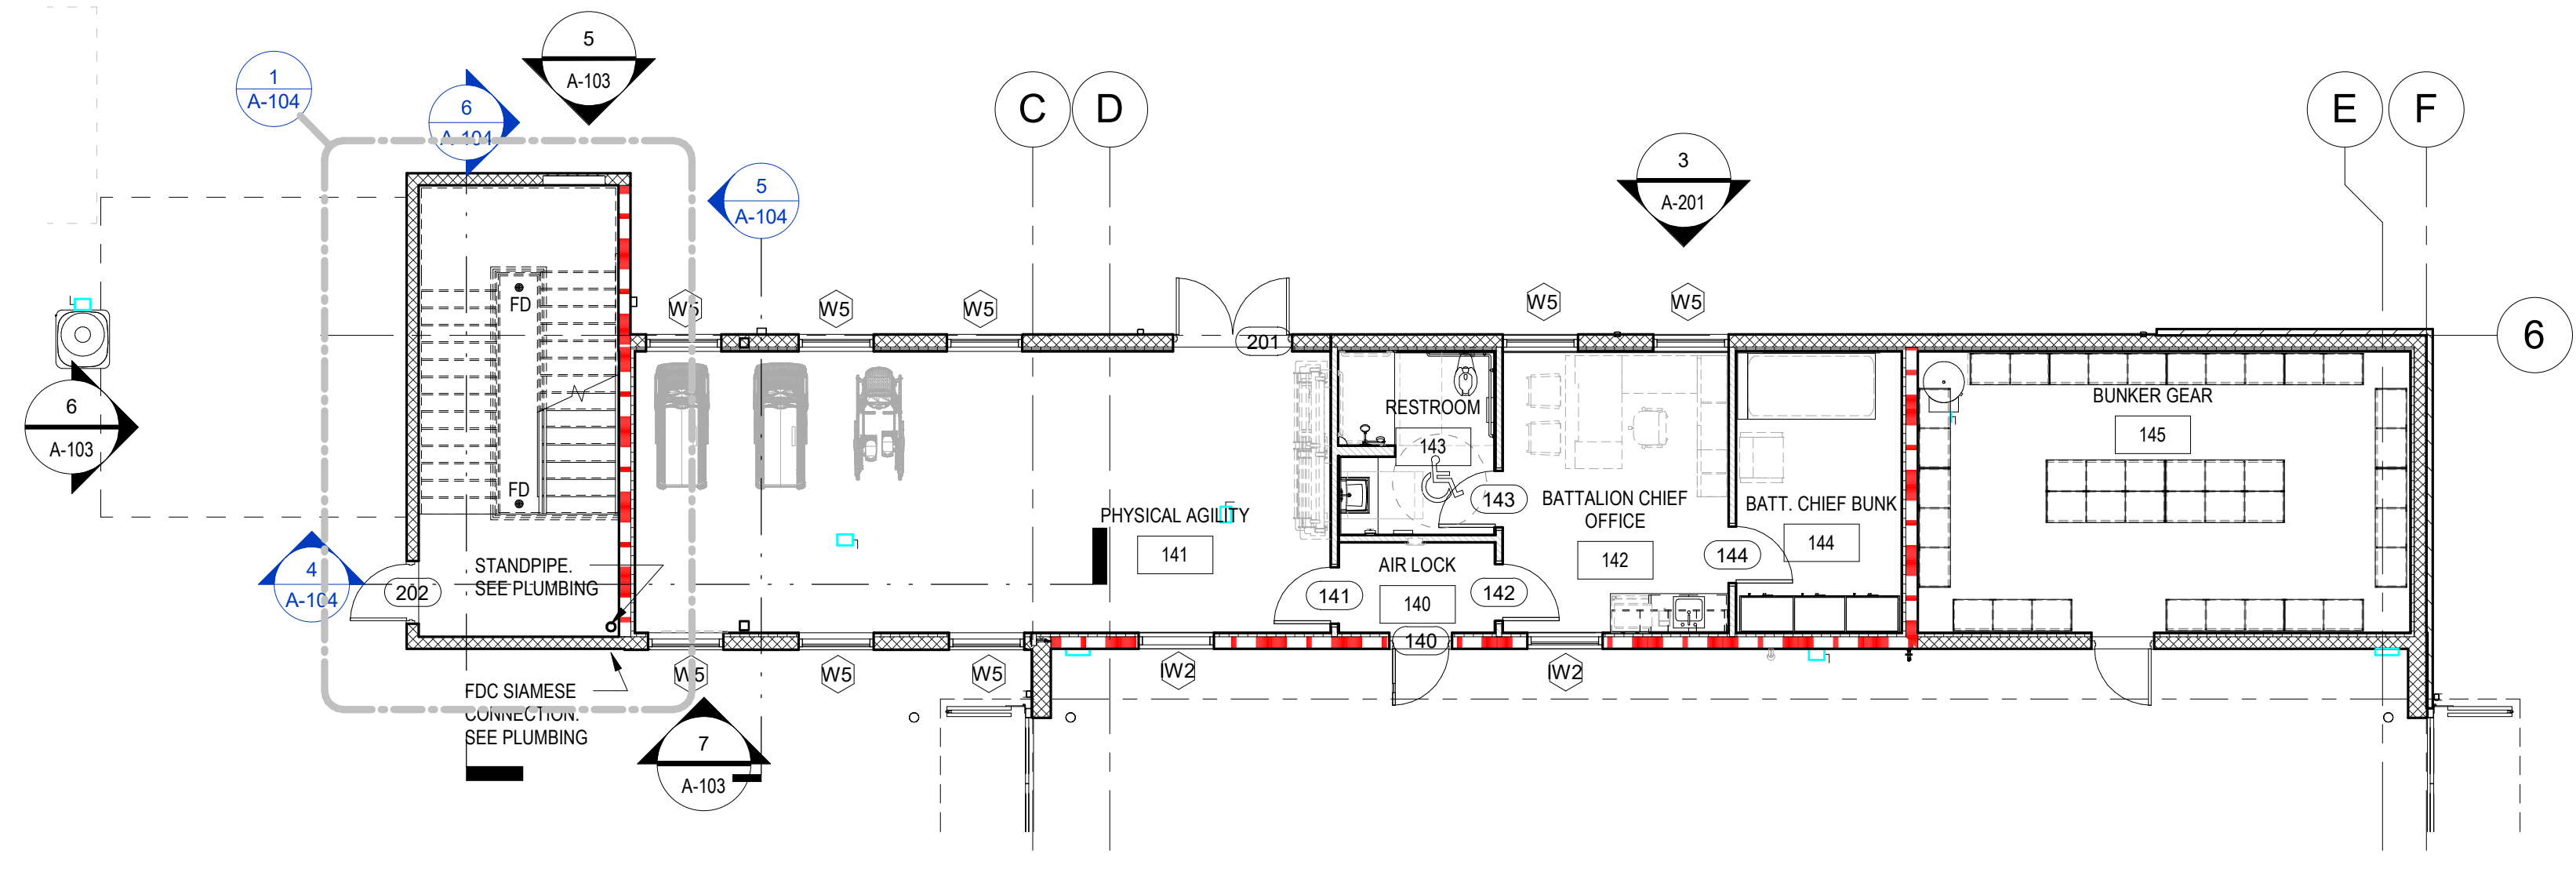 5
A-103
1
A-104
6
A-104
C
D
E
F
3
A-201
5
A-104
FD
W5
W5
W5
W5
W5
201
6
RESTROOM
143
BUNKER GEAR
145
6
A-103
FD
143
BATTALION CHIEF
OFFICE
142
BATT. CHIEF BUNK
144
144
PHYSICAL AGILITY
141
STANDPIPE.
SEE PLUMBING
AIR LOCK
140
141
142
4
A-104
202
140
W5
W5
W5
IW2
IW2
FDC SIAMESE
CONNECTION.
SEE PLUMBING
7
A-103